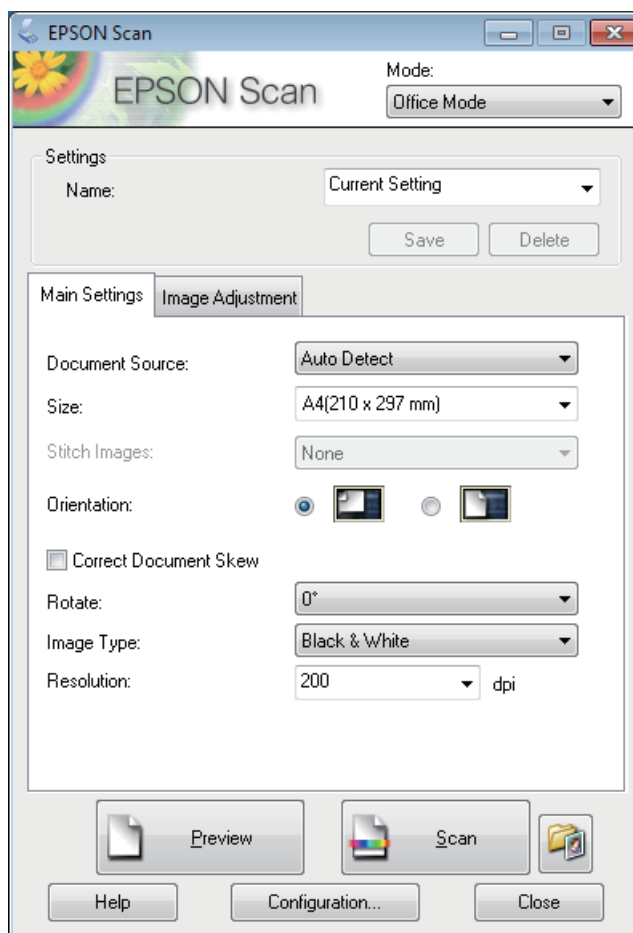 EPSON Scan
EPSON Scan
Mode:
Office Mode
Settings
Name:
Current Setting
Save
Delete
Main Settings
Image Adjustment
Document Source:
Auto Detect
Size:
A4(210 x 297 mm)
Stitch Images:
None
Orientation:
Correct Document Skew
Rotate:
0°
Image Type:
Black & White
Resolution:
200
dpi
Preview
Scan
Help
Configuration...
Close